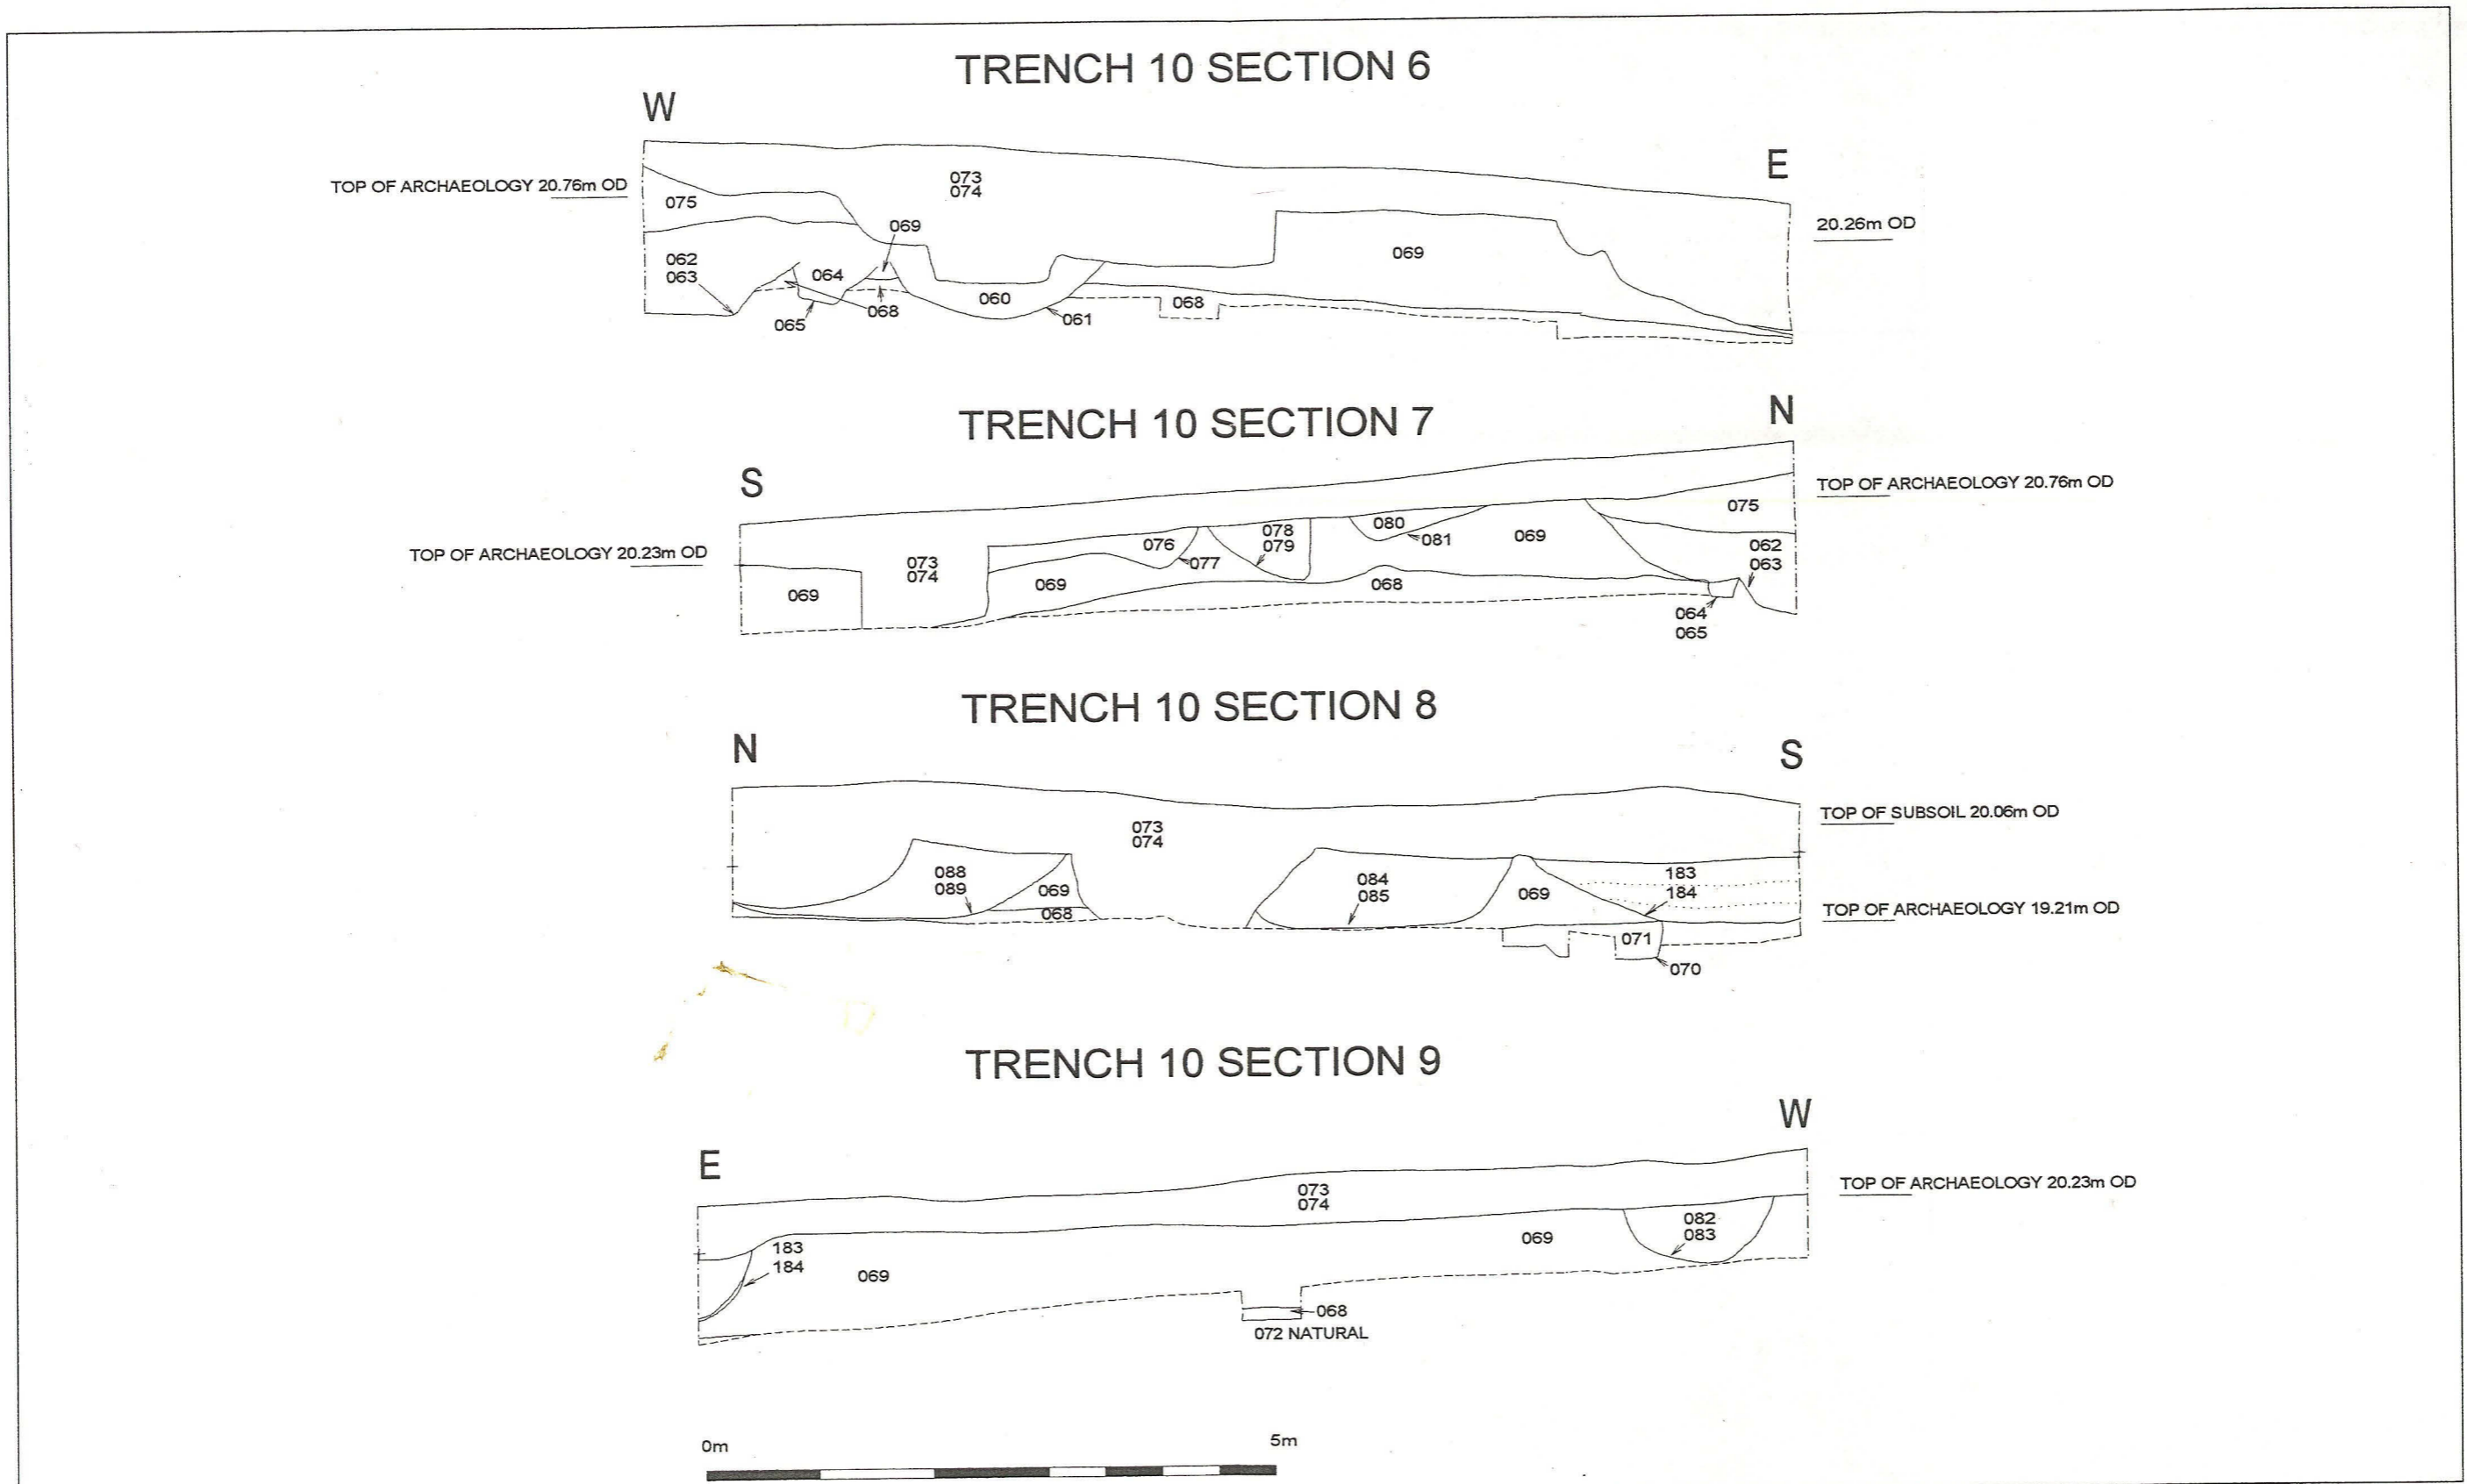 TRENCH 10 SECTION 6
W
E
TOP OF ARCHAEOLOGY 20.76m OD
20.26m OD
073
074
075
069
069
062
063
064
060
068
068
065
061
TRENCH 10 SECTION 7
S
N
TOP OF ARCHAEOLOGY 20.76m OD
TOP OF ARCHAEOLOGY 20.23m OD
075
078
079
080
081
069
076
077
062
063
073
074
069
069
068
064
065
TRENCH 10 SECTION 8
N
S
TOP OF SUBSOIL 20.06m OD
073
074
088
089
069
068
084
085
069
183
184
TOP OF ARCHAEOLOGY 19.21m OD
071
070
TRENCH 10 SECTION 9
E
W
TOP OF ARCHAEOLOGY 20.23m OD
073
074
082
083
069
183
184
069
068
072 NATURAL
0m
5m